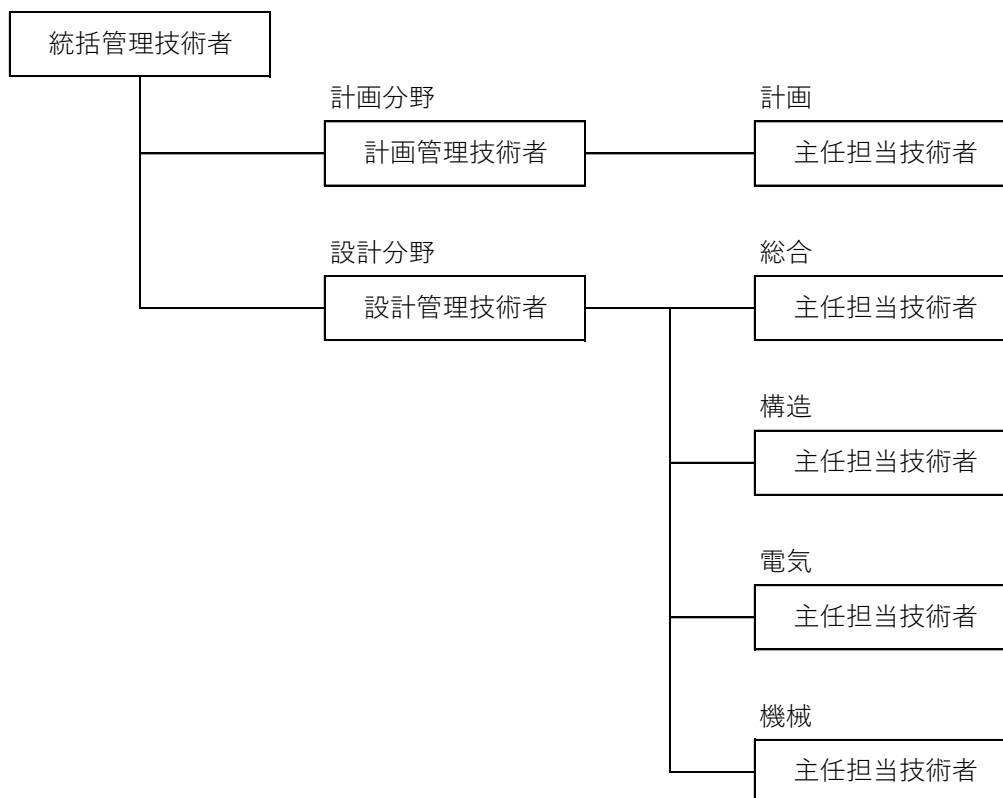 統括管理技術者
計画分野
計画管理技術者
計画
主任担当技術者
設計分野
設計管理技術者
総合
主任担当技術者
構造
主任担当技術者
電気
主任担当技術者
機械
主任担当技術者